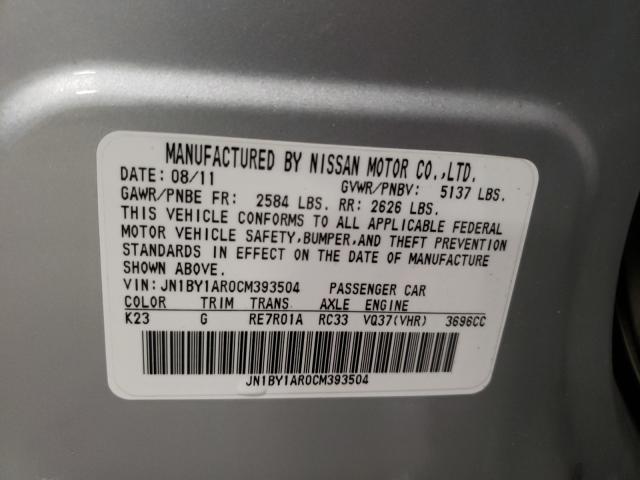 MANUFACTURED BY NISSAN MOTOR CO.,LTD.
DATE: 08/11 GVWR/PNBV: 5137 LBS.
GAWR/PNBE FR: 2584 LBS. RR: 2626 LBS.
THIS VEHICLE CONFORMS TO ALL APPLICABLE FEDERAL
MOTOR VEHICLE SAFETY,BUMPER,AND THEFT PREVENTION
STANDARDS IN EFFECT ON THE DATE OF MANUFACTURE
SHOWN ABOVE.
VIN: JN1BY1AR0CM393504 PASSENGER CAR
COLOR TRIM TRANS AXLE ENGINE
K23 G RE7R01A RC33 VQ37(VHR) 3696CC
JN1BY1AR0CM393504